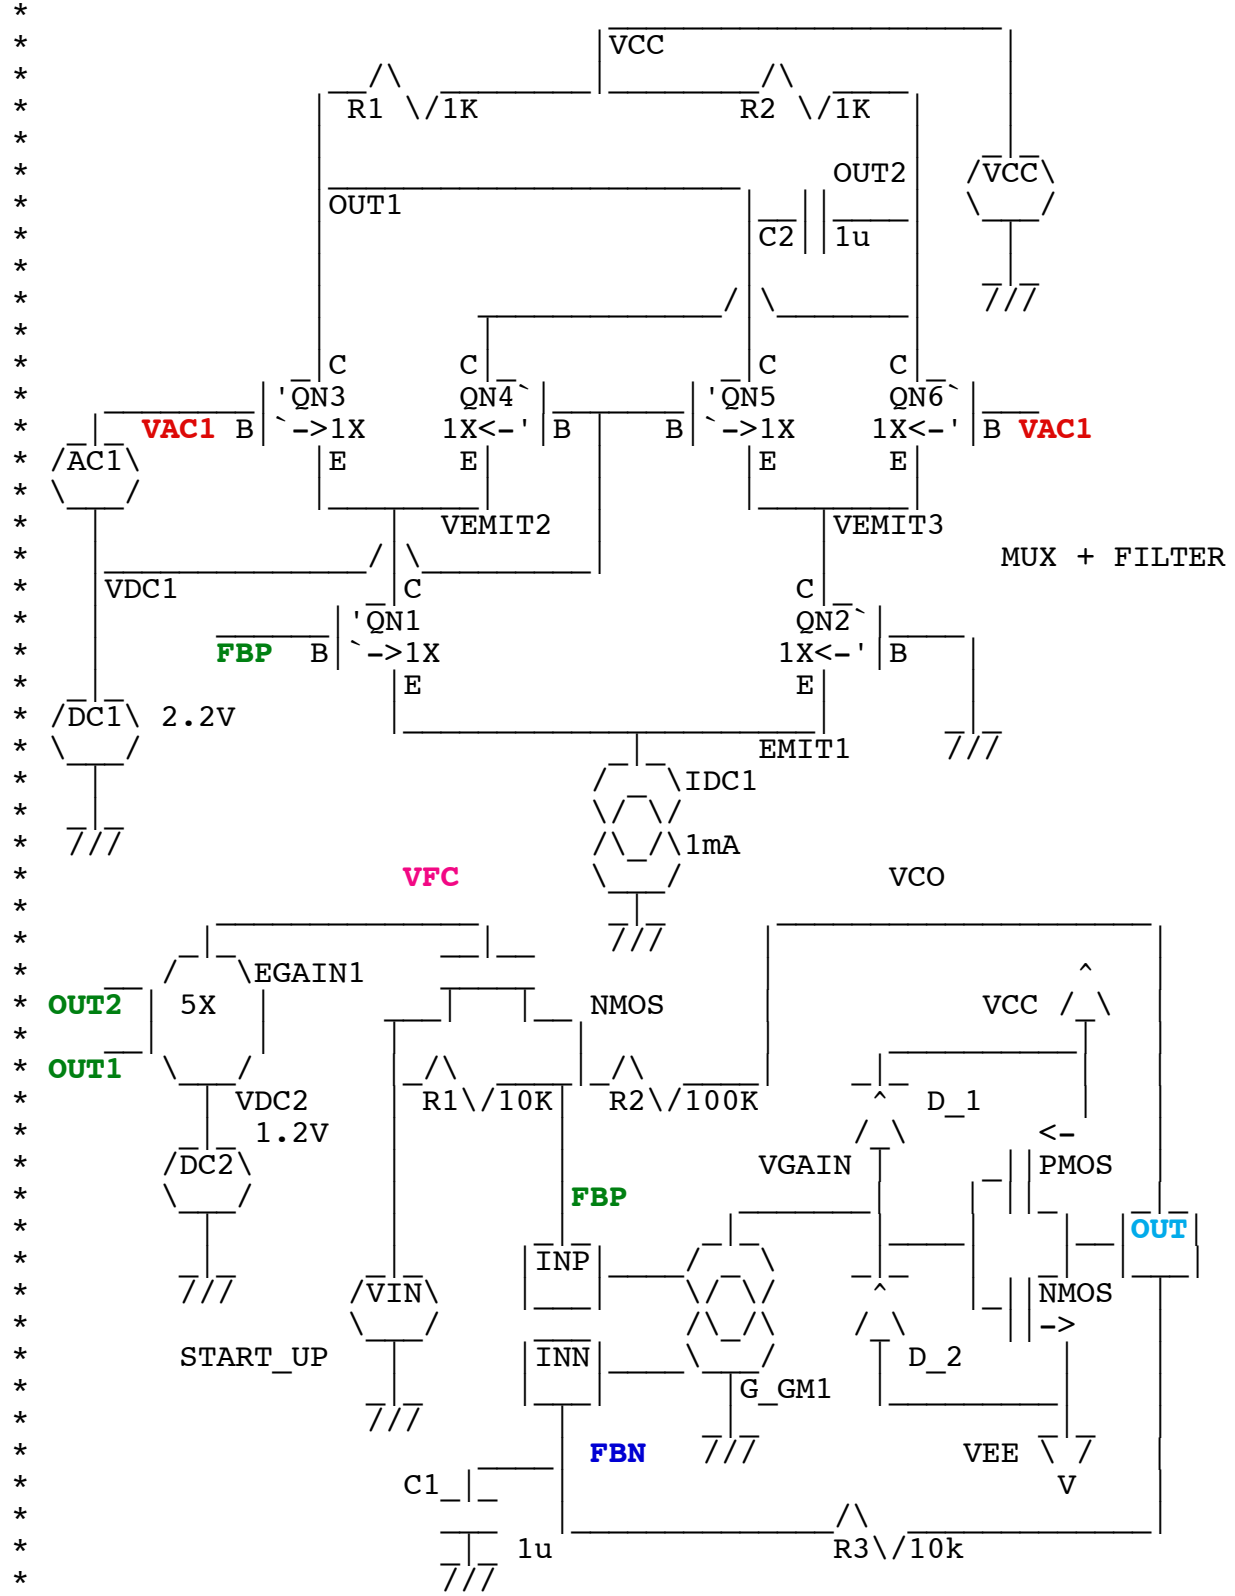 VCC
R1 \/1K R2 \/1K
OUT2 VCC
OUT1
C2 1u
C C C C
'QN3 QN4` 'QN5 QN6`
VAC1 B `->1X 1X<-' B B `->1X 1X<-' B VAC1
AC1 E E E E
VEMIT2 VEMIT3
MUX + FILTER
VDC1 C C
'QN1 QN2`
FBP B `->1X 1X<-' B
E E
DC1 2.2V
EMIT1
IDC1
1mA
VFC VCO
EGAIN1
OUT2 5X NMOS VCC
OUT1
VDC2 R1\/10K R2\/100K D_1
1.2V <-
DC2 VGAIN PMOS
FBP
OUT
INP
VIN NMOS
->
START_UP INN D_2
G_GM1
FBN VEE
C1 V
1u R3\/10k